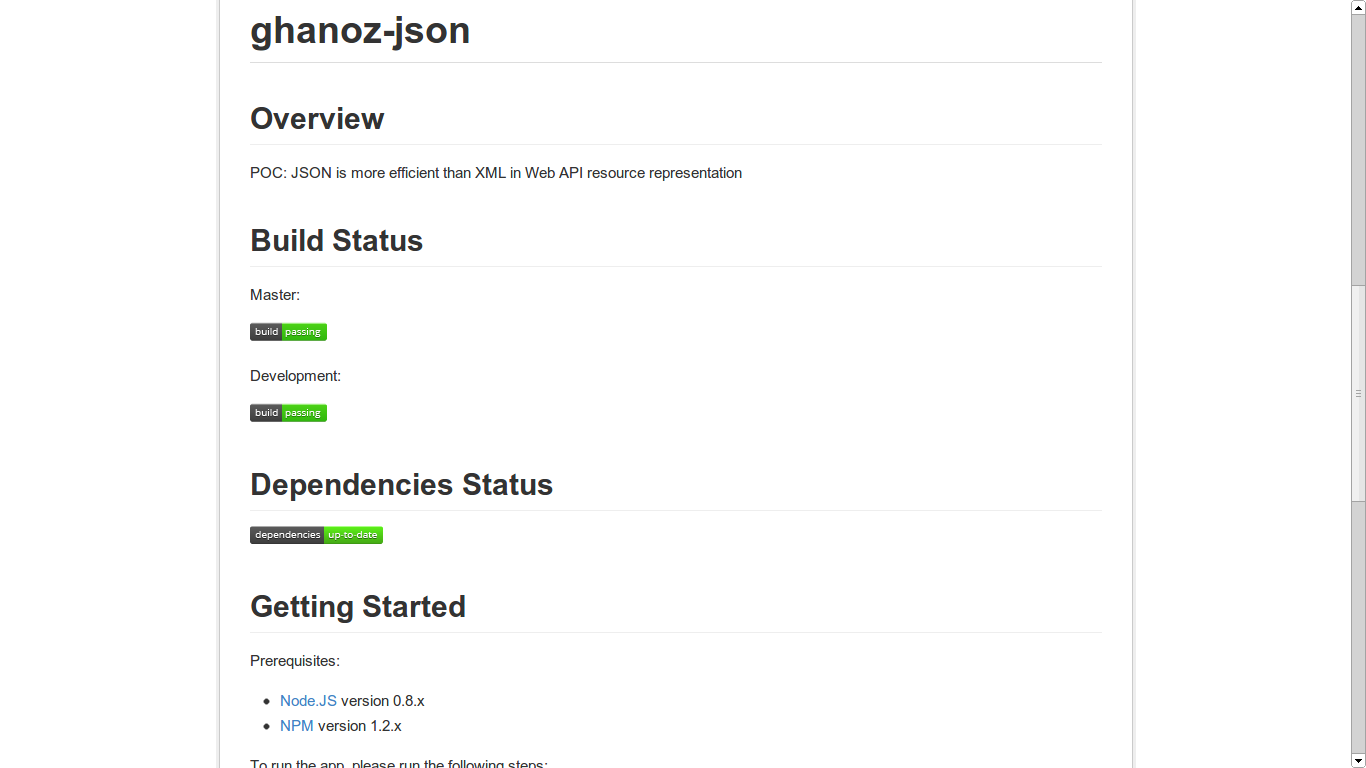 ghanoz-json
Overview
POC: JSON is more efficient than XML in Web API resource representation
Build Status
Master:
build passing
Development:
build passing
Dependencies Status
dependencies up-to-date
Getting Started
Prerequisites:
Node.JS version 0.8.x
NPM version 1.2.x
To run the app, please run the following steps: